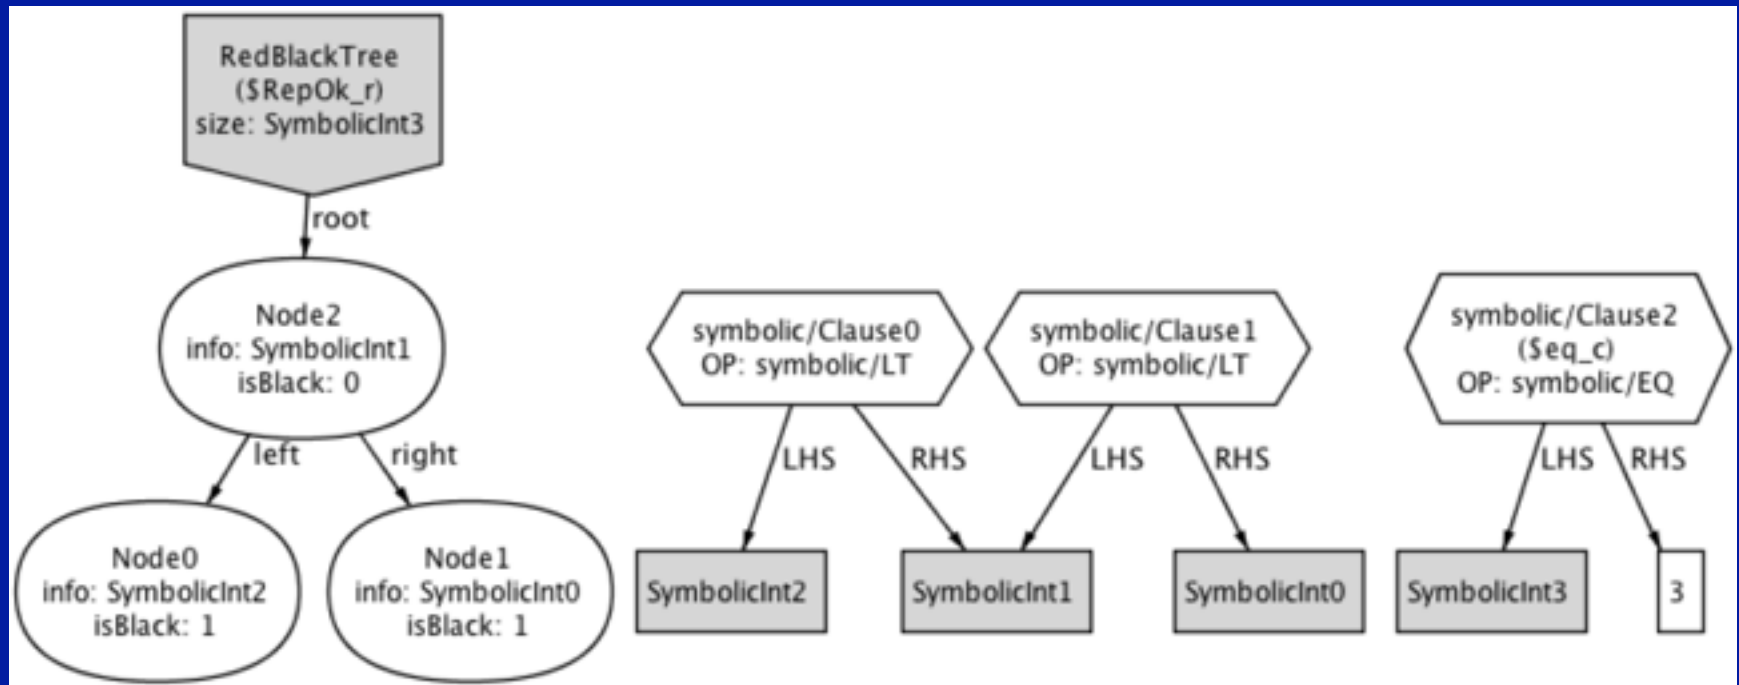 RedBlackTree
($RepOk_r)
size: SymbolicInt3
root
Node2
info: SymbolicInt1
isBlack: 0
left
right
Node0
info: SymbolicInt2
isBlack: 1
Node1
info: SymbolicInt0
isBlack: 1
symbolic/Clause0
OP: symbolic/LT
LHS
RHS
symbolic/Clause1
OP: symbolic/LT
LHS
RHS
symbolic/Clause2
($eq_c)
OP: symbolic/EQ
LHS
RHS
SymbolicInt2
SymbolicInt1
SymbolicInt0
SymbolicInt3
3